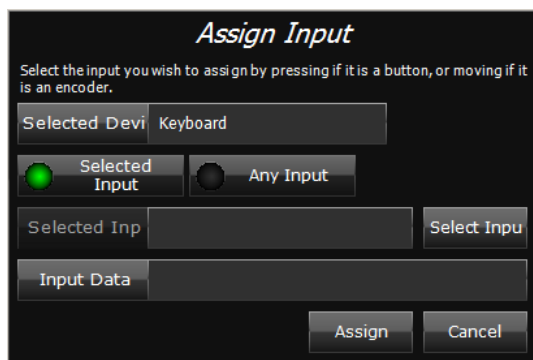 Assign Input
Select the input you wish to assign by pressing if it is a button, or moving if it
is an encoder.
Selected Devi Keyboard
Selected
Input
Any Input
Selected Inp
Select Inpu
Input Data
Assign Cancel